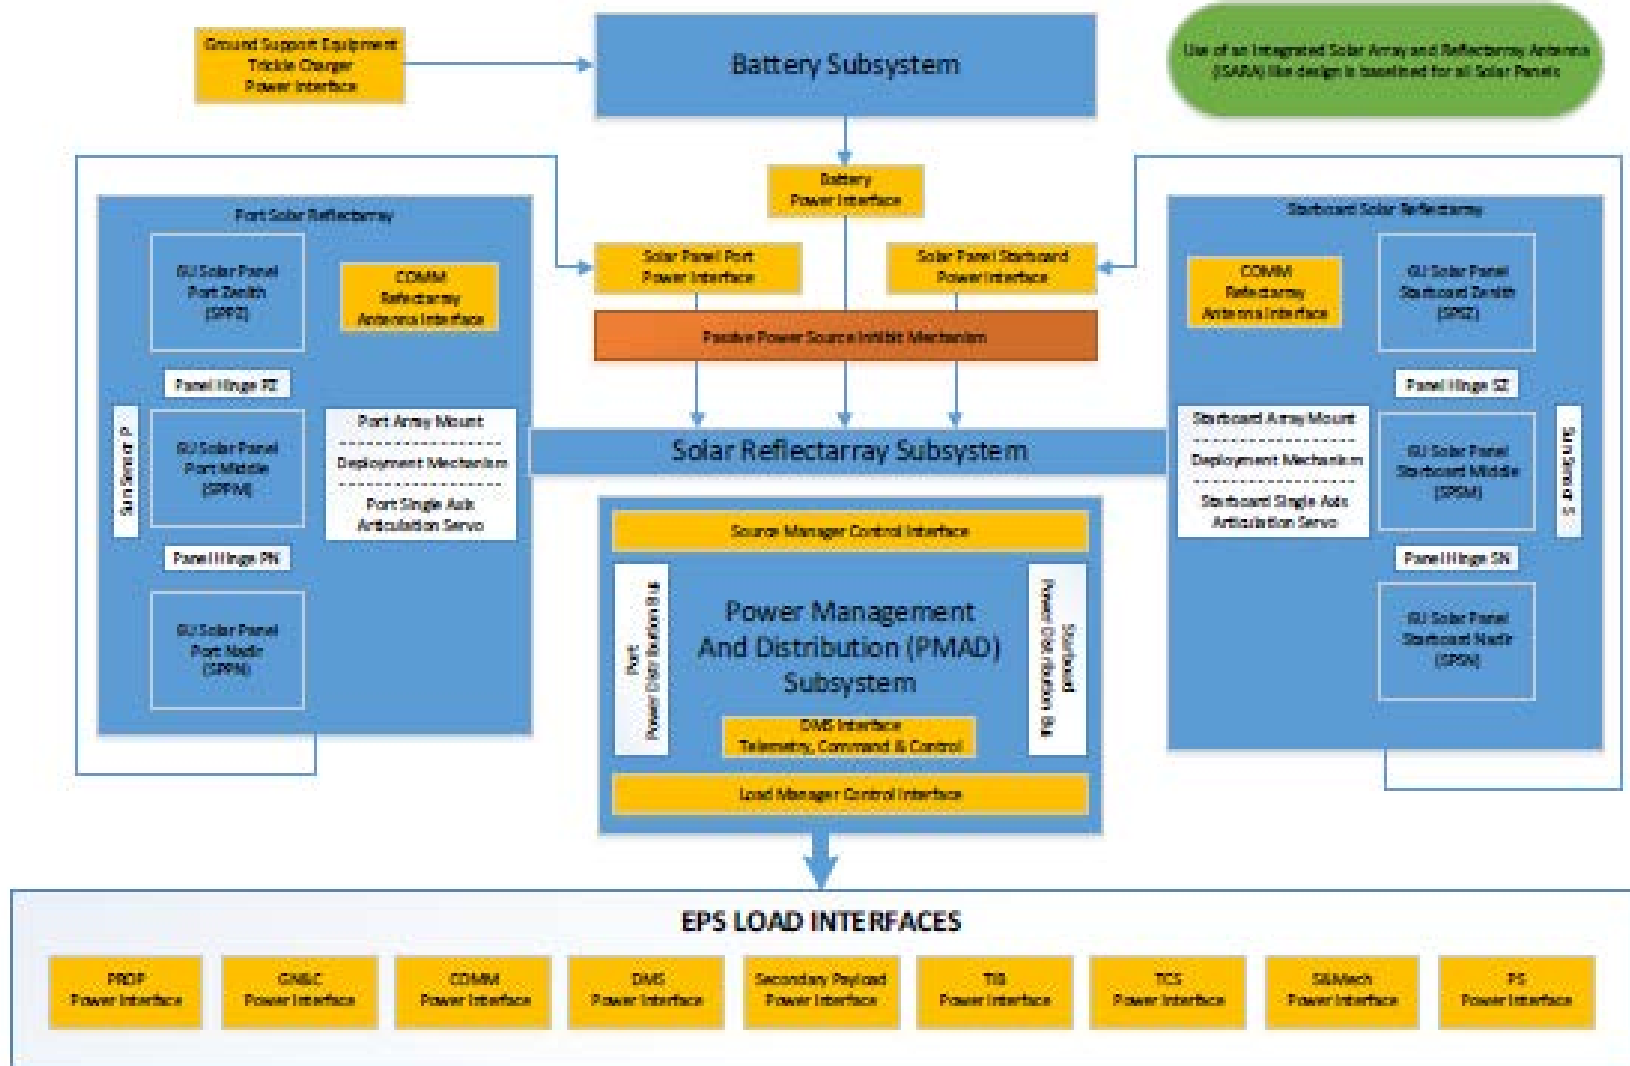 Ground Support Equipment
Trickle Charger
Power Interface
Battery Subsystem
Use of an Integrated Solar Array and Reflectarray Antenna
(ISARA) like design is baselined for all Solar Panels
Battery
Power Interface
Solar Panel Port
Power Interface
Solar Panel Starboard
Power Interface
Passive Power Source Inhibit Mechanism
Port Solar Reflectarray
6U Solar Panel
Port Zenith
(SPPZ)
COMM
Refectarray
Antenna Interface
Panel Hinge PZ
Sun Sensor P
6U Solar Panel
Port Middle
(SPPM)
Port Array Mount
Deployment Mechanism
Port Single Axis
Articulation Servo
Panel Hinge PN
6U Solar Panel
Port Nadir
(SPPN)
Solar Reflectarray Subsystem
Starboard Solar Reflectarray
COMM
Refectarray
Antenna Interface
6U Solar Panel
Starboard Zenith
(SPSZ)
Panel Hinge SZ
Starboard Array Mount
Deployment Mechanism
Starboard Single Axis
Articulation Servo
6U Solar Panel
Starboard Middle
(SPSM)
Sun Sensor S
Panel Hinge SN
6U Solar Panel
Starboard Nadir
(SPSN)
Source Manager Control Interface
Port
Power Distribution Bus
Power Management
And Distribution (PMAD)
Subsystem
Starboard
Power Distribution Bus
DMS Interface
Telemetry, Command & Control
Load Manager Control Interface
EPS LOAD INTERFACES
PROP
Power Interface
GN&C
Power Interface
COMM
Power Interface
DMS
Power Interface
Secondary Payload
Power Interface
TIB
Power Interface
TCS
Power Interface
S&Mech
Power Interface
PS
Power Interface